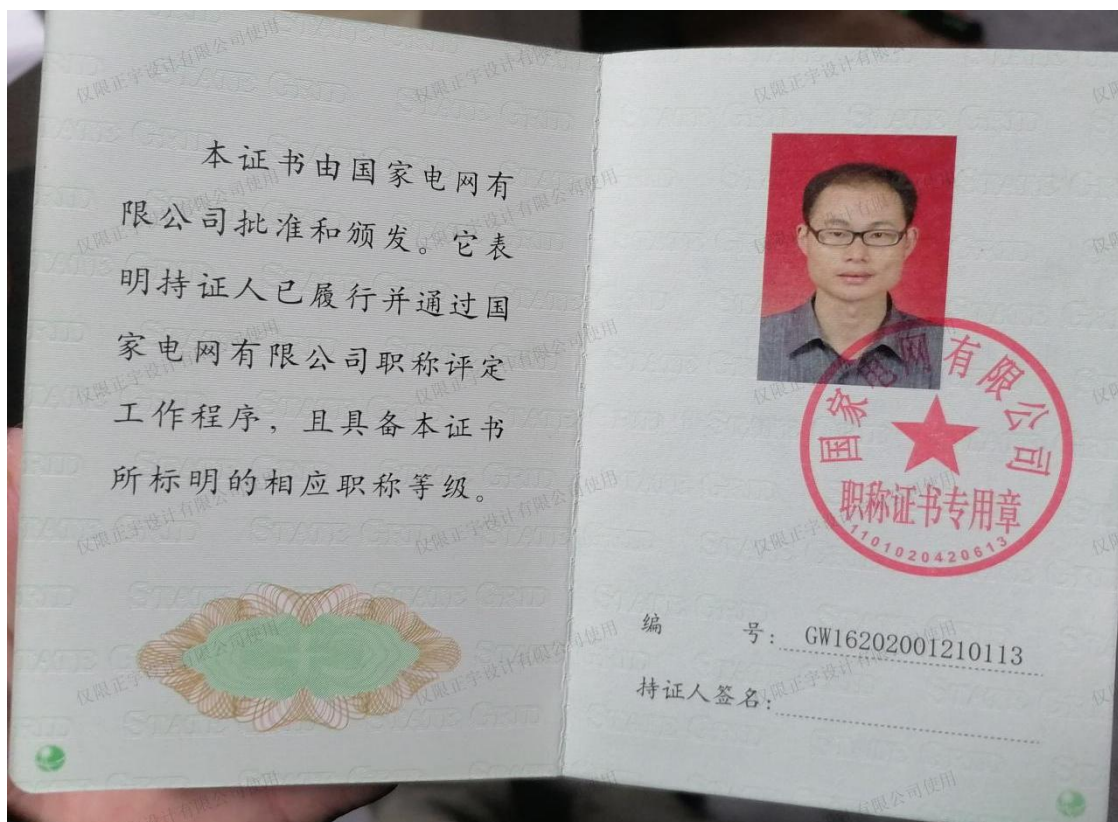 本证书由国家电网有
限公司批准和颁发。它表
明持证人已履行并通过国
家电网有限公司职称评定
工作程序，且具备本证书
所标明的相应职称等级。
国家电网有限公司
职称证书专用章
1101020420613
编 号: GW16202001210113
持证人签名:
仅限正宇设计有限公司使用
STATE GRID